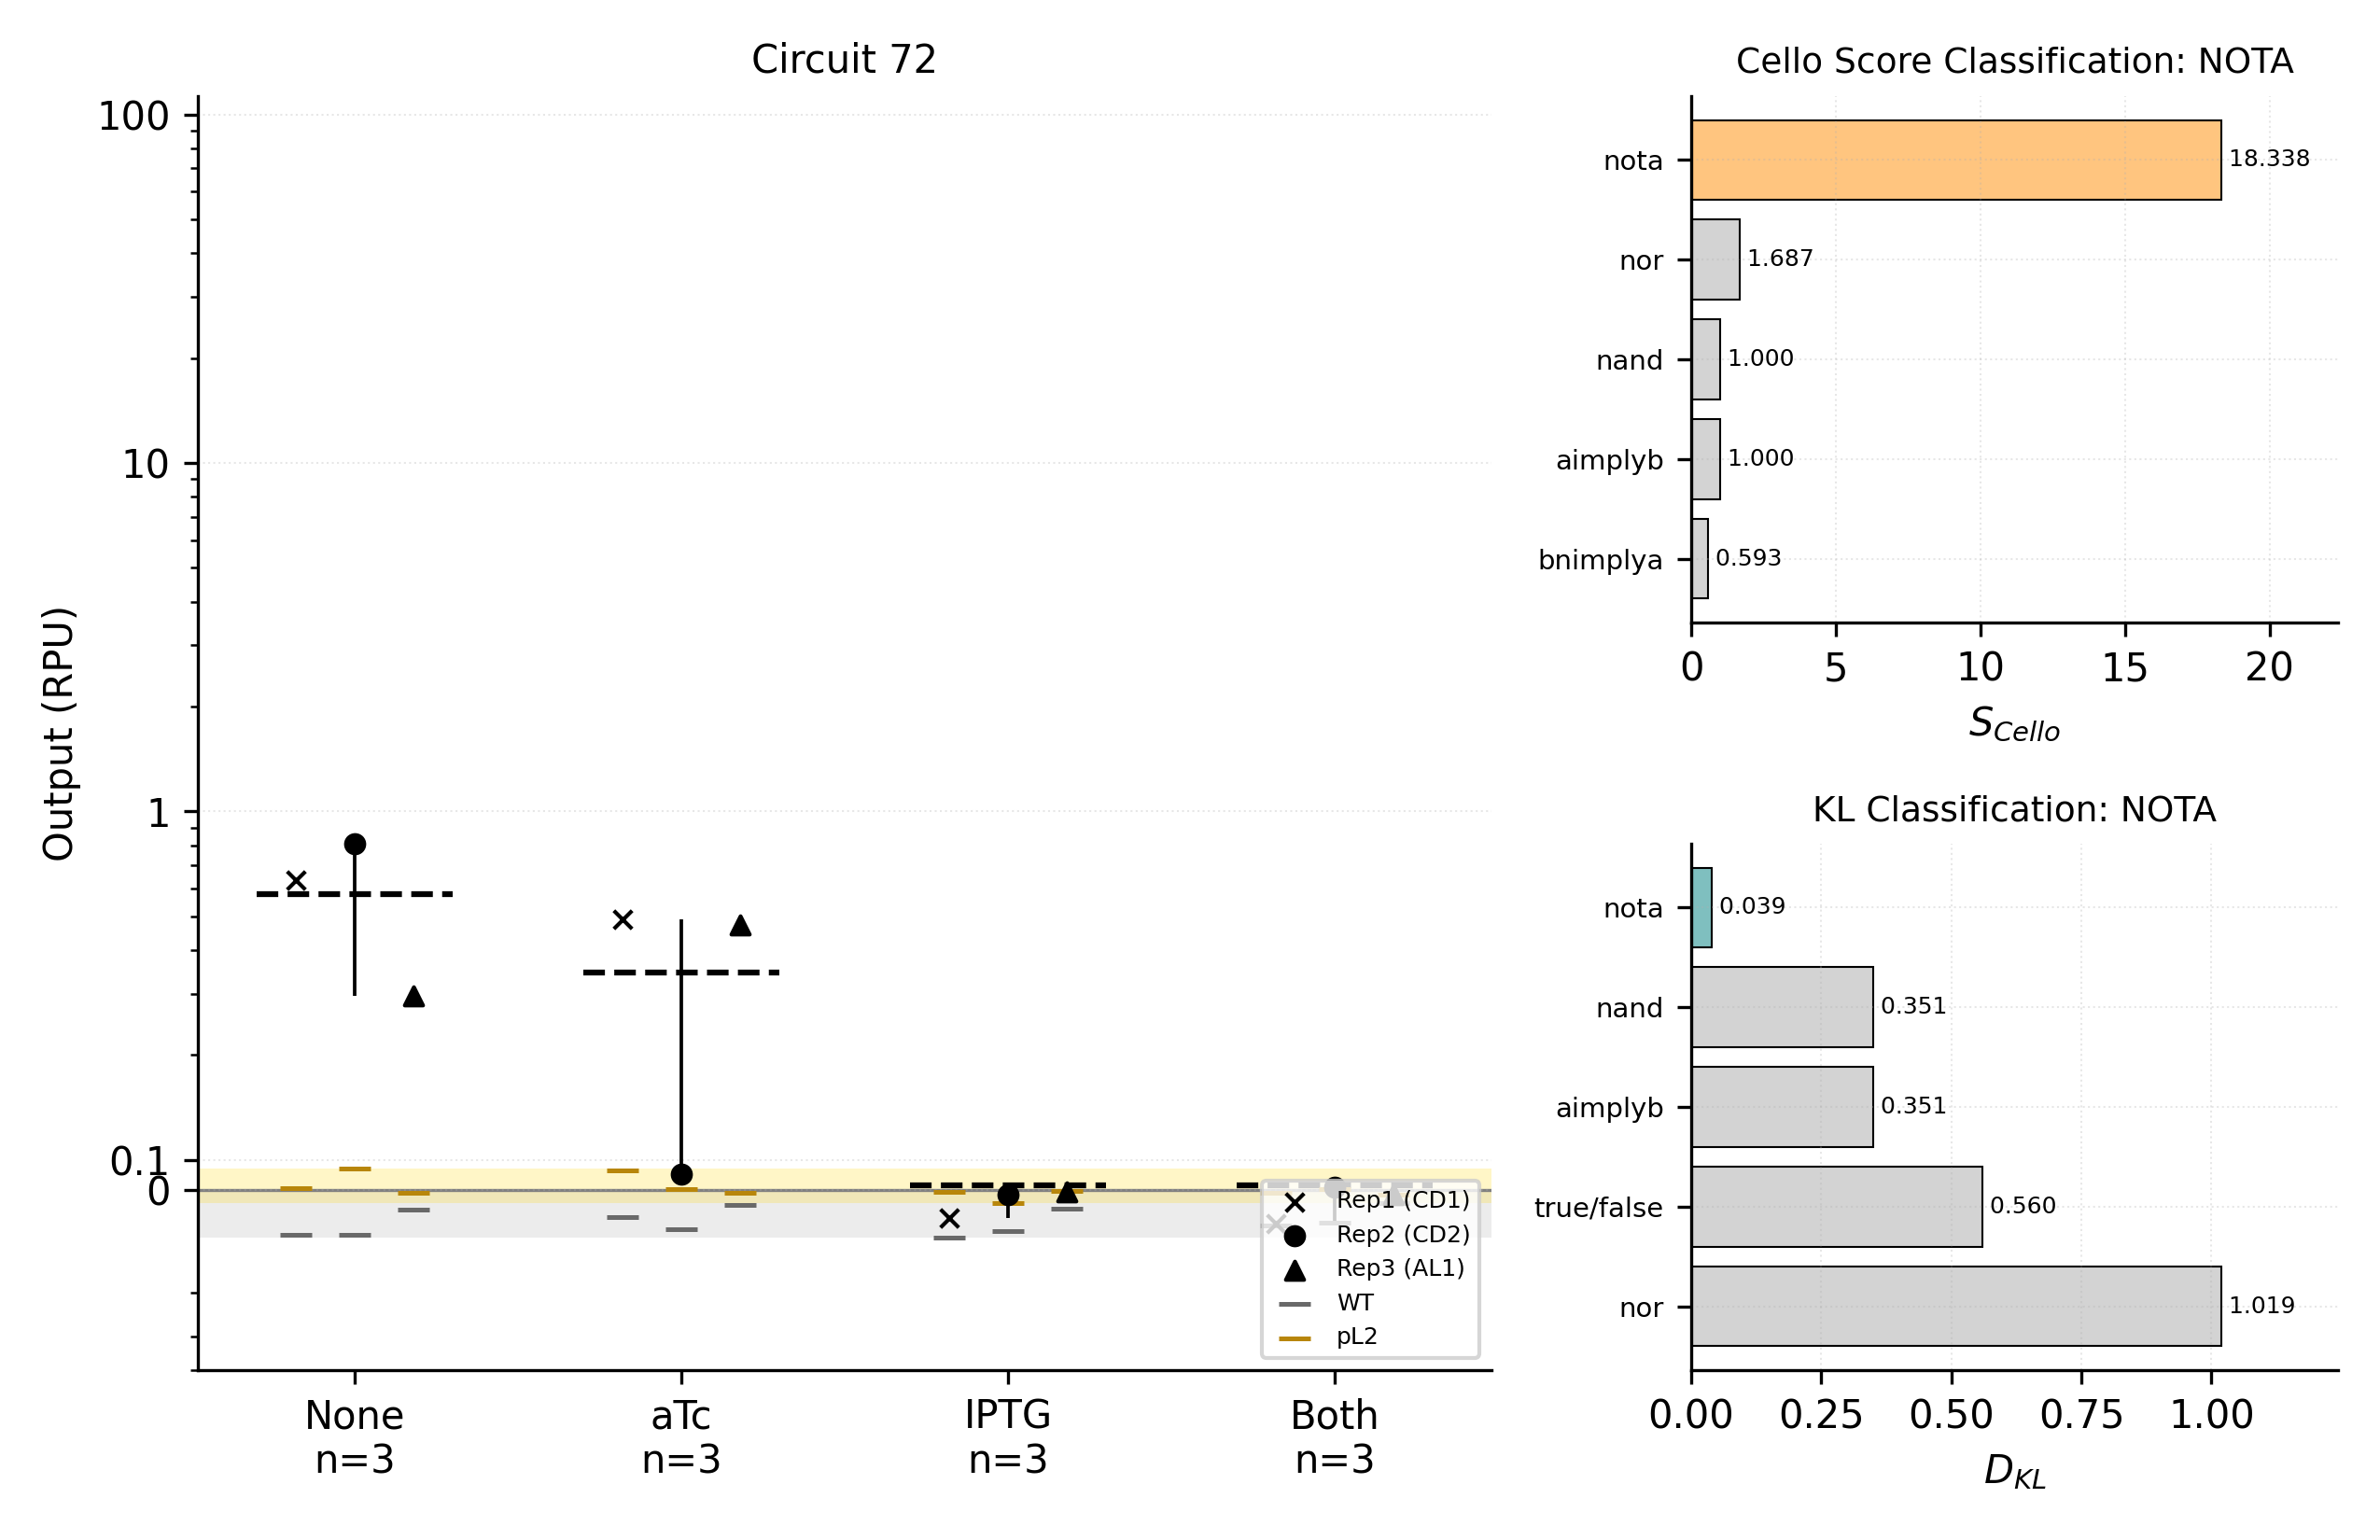 Circuit 72
Output (RPU)
100
10
1
0.1
0
None
n=3
aTc
n=3
IPTG
n=3
Both
n=3
Rep1 (CD1)
Rep2 (CD2)
Rep3 (AL1)
WT
pL2
Cello Score Classification: NOTA
nota
18.338
nor
1.687
nand
1.000
aimplyb
1.000
bnimplya
0.593
0 5 10 15 20
S_Cello
KL Classification: NOTA
nota
0.039
nand
0.351
aimplyb
0.351
true/false
0.560
nor
1.019
0.00 0.25 0.50 0.75 1.00
D_KL